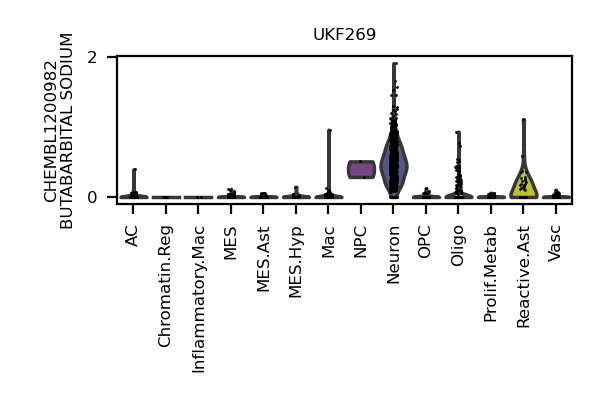 UKF269
CHEMBL1200982
BUTABARBITAL SODIUM
2
0
AC
Chromatin.Reg
Inflammatory.Mac
MES
MES.Ast
MES.Hyp
Mac
NPC
Neuron
OPC
Oligo
Prolif.Metab
Reactive.Ast
Vasc